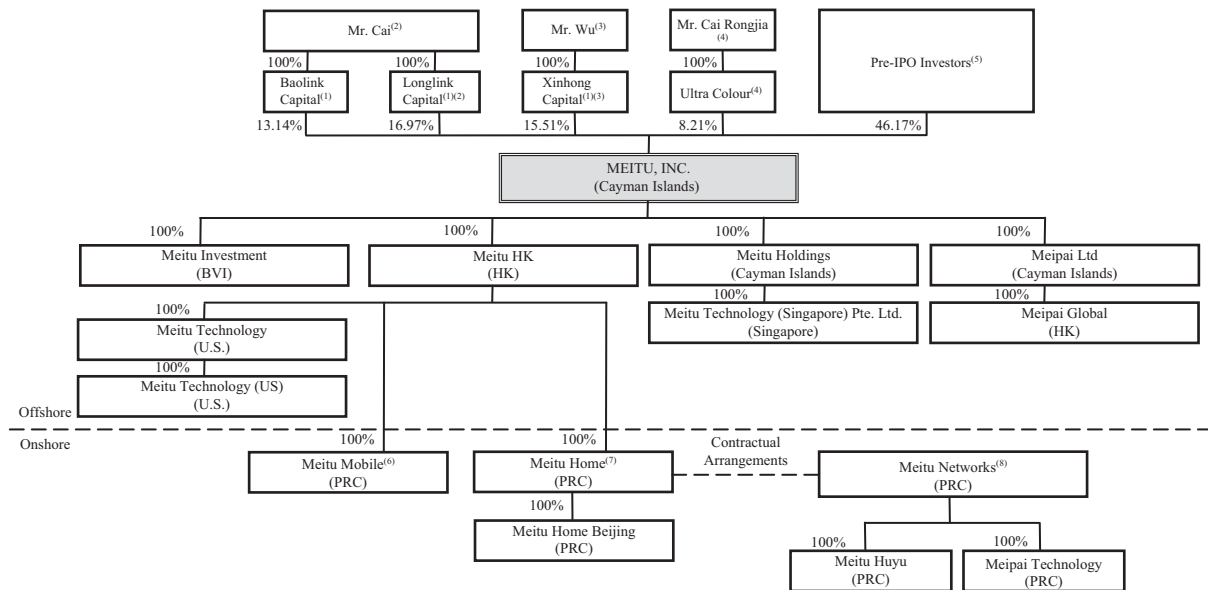 Mr. Cai(2)
Mr. Wu(3)
Mr. Cai Rongjia
(4)
Pre-IPO Investors(5)
100%
100%
100%
100%
Baolink
Capital(1)
Longlink
Capital(1)(2)
Xinhong
Capital(1)(3)
Ultra Colour(4)
13.14%
16.97%
15.51%
8.21%
46.17%
MEITU, INC.
(Cayman Islands)
100%
100%
100%
100%
Meitu Investment
(BVI)
Meitu HK
(HK)
Meitu Holdings
(Cayman Islands)
Meipai Ltd
(Cayman Islands)
100%
100%
100%
Meitu Technology
(U.S.)
Meitu Technology (Singapore) Pte. Ltd.
(Singapore)
Meipai Global
(HK)
100%
Meitu Technology (US)
(U.S.)
Offshore
Onshore
100%
100%
Contractual
Arrangements
Meitu Mobile(6)
(PRC)
Meitu Home(7)
(PRC)
Meitu Networks(8)
(PRC)
100%
Meitu Home Beijing
(PRC)
100%
100%
Meitu Huyu
(PRC)
Meipai Technology
(PRC)